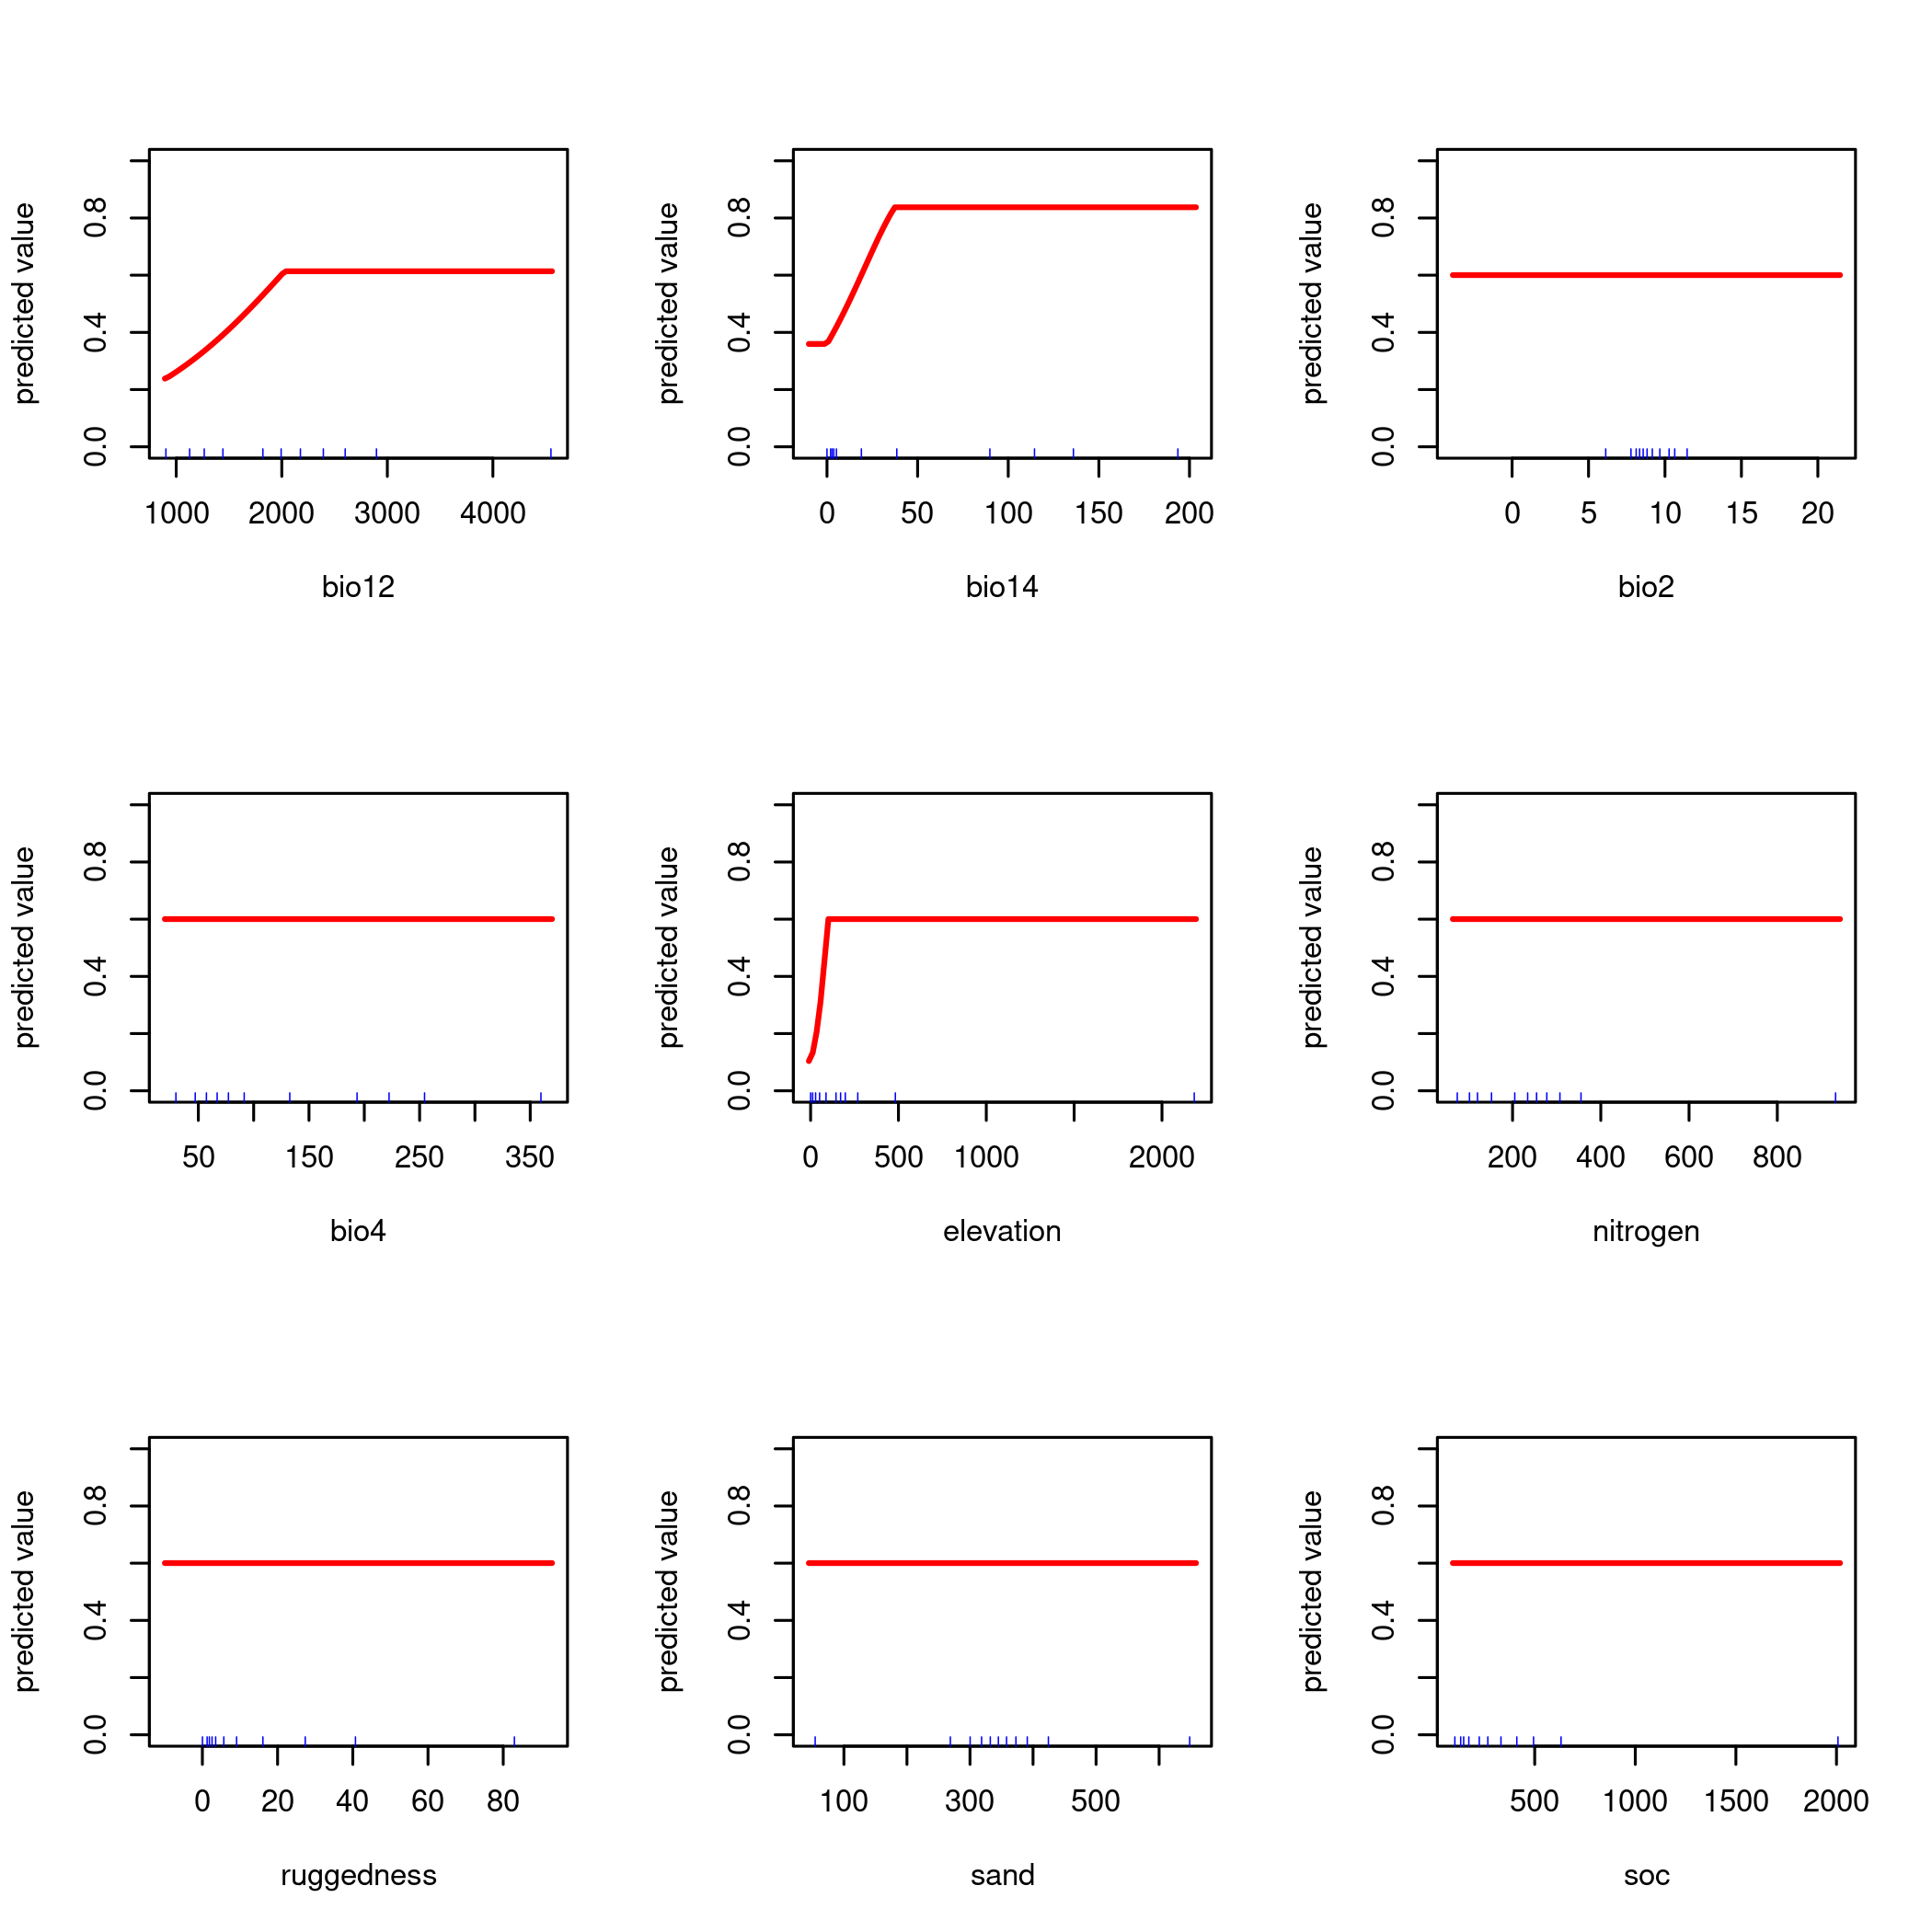 predicted value
0.0 0.4 0.8
1000 2000 3000 4000
bio12
predicted value
0.0 0.4 0.8
0 50 100 150 200
bio14
predicted value
0.0 0.4 0.8
0 5 10 15 20
bio2
predicted value
0.0 0.4 0.8
50 150 250 350
bio4
predicted value
0.0 0.4 0.8
0 500 1000 2000
elevation
predicted value
0.0 0.4 0.8
200 400 600 800
nitrogen
predicted value
0.0 0.4 0.8
0 20 40 60 80
ruggedness
predicted value
0.0 0.4 0.8
100 300 500
sand
predicted value
0.0 0.4 0.8
500 1000 1500 2000
soc